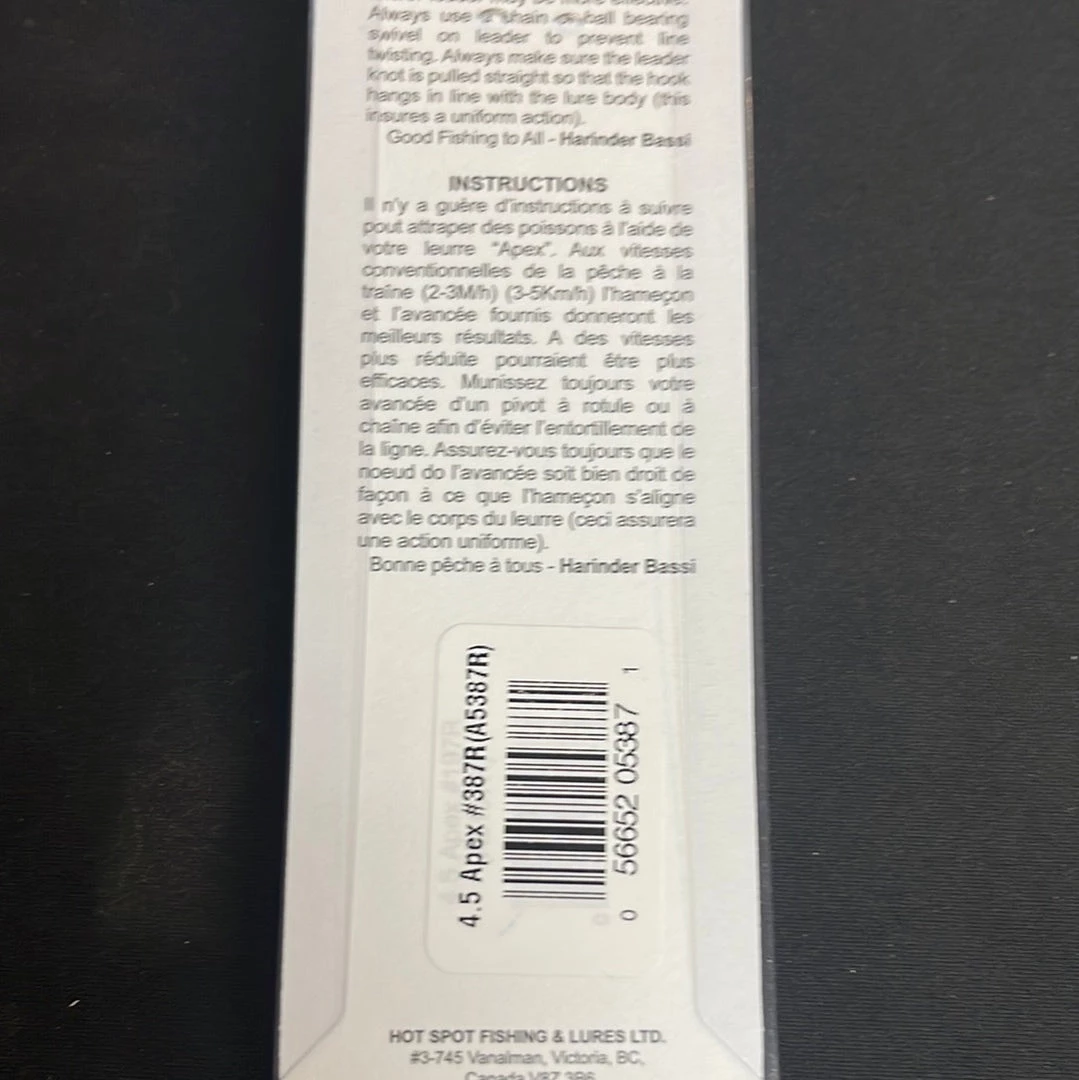 Always use a chain or ball bearing
swivel on leader to prevent line
twisting. Always make sure the leader
knot is pulled straight so that the hook
hangs in line with the lure body (this
insures a uniform action).
Good Fishing to All - Harinder Bassi
INSTRUCTIONS
Il n'y a guère d'instructions à suivre
pout attraper des poissons à l'aide de
votre leurre "Apex". Aux vitesses
conventionnelles de la pêche à la
traîne (2-3M/h) (3-5Km/h) l'hameçon
et l'avancée fournis donneront les
meilleurs résultats. A des vitesses
plus réduite pourraient être plus
efficaces. Munissez toujours votre
avancée d'un pivot à rotule ou à
chaîne afin d'éviter l'entortillement de
la ligne. Assurez-vous toujours que le
noeud do l'avancée soit bien droit de
façon à ce que l'hameçon s'aligne
avec le corps du leurre (ceci assurera
une action uniforme).
Bonne pêche à tous - Harinder Bassi
4.5 Apex #387R(A5387R)
0 56652 05387 1
HOT SPOT FISHING & LURES LTD.
#3-745 Vanalman, Victoria, BC,
Canada V8Z 3B6